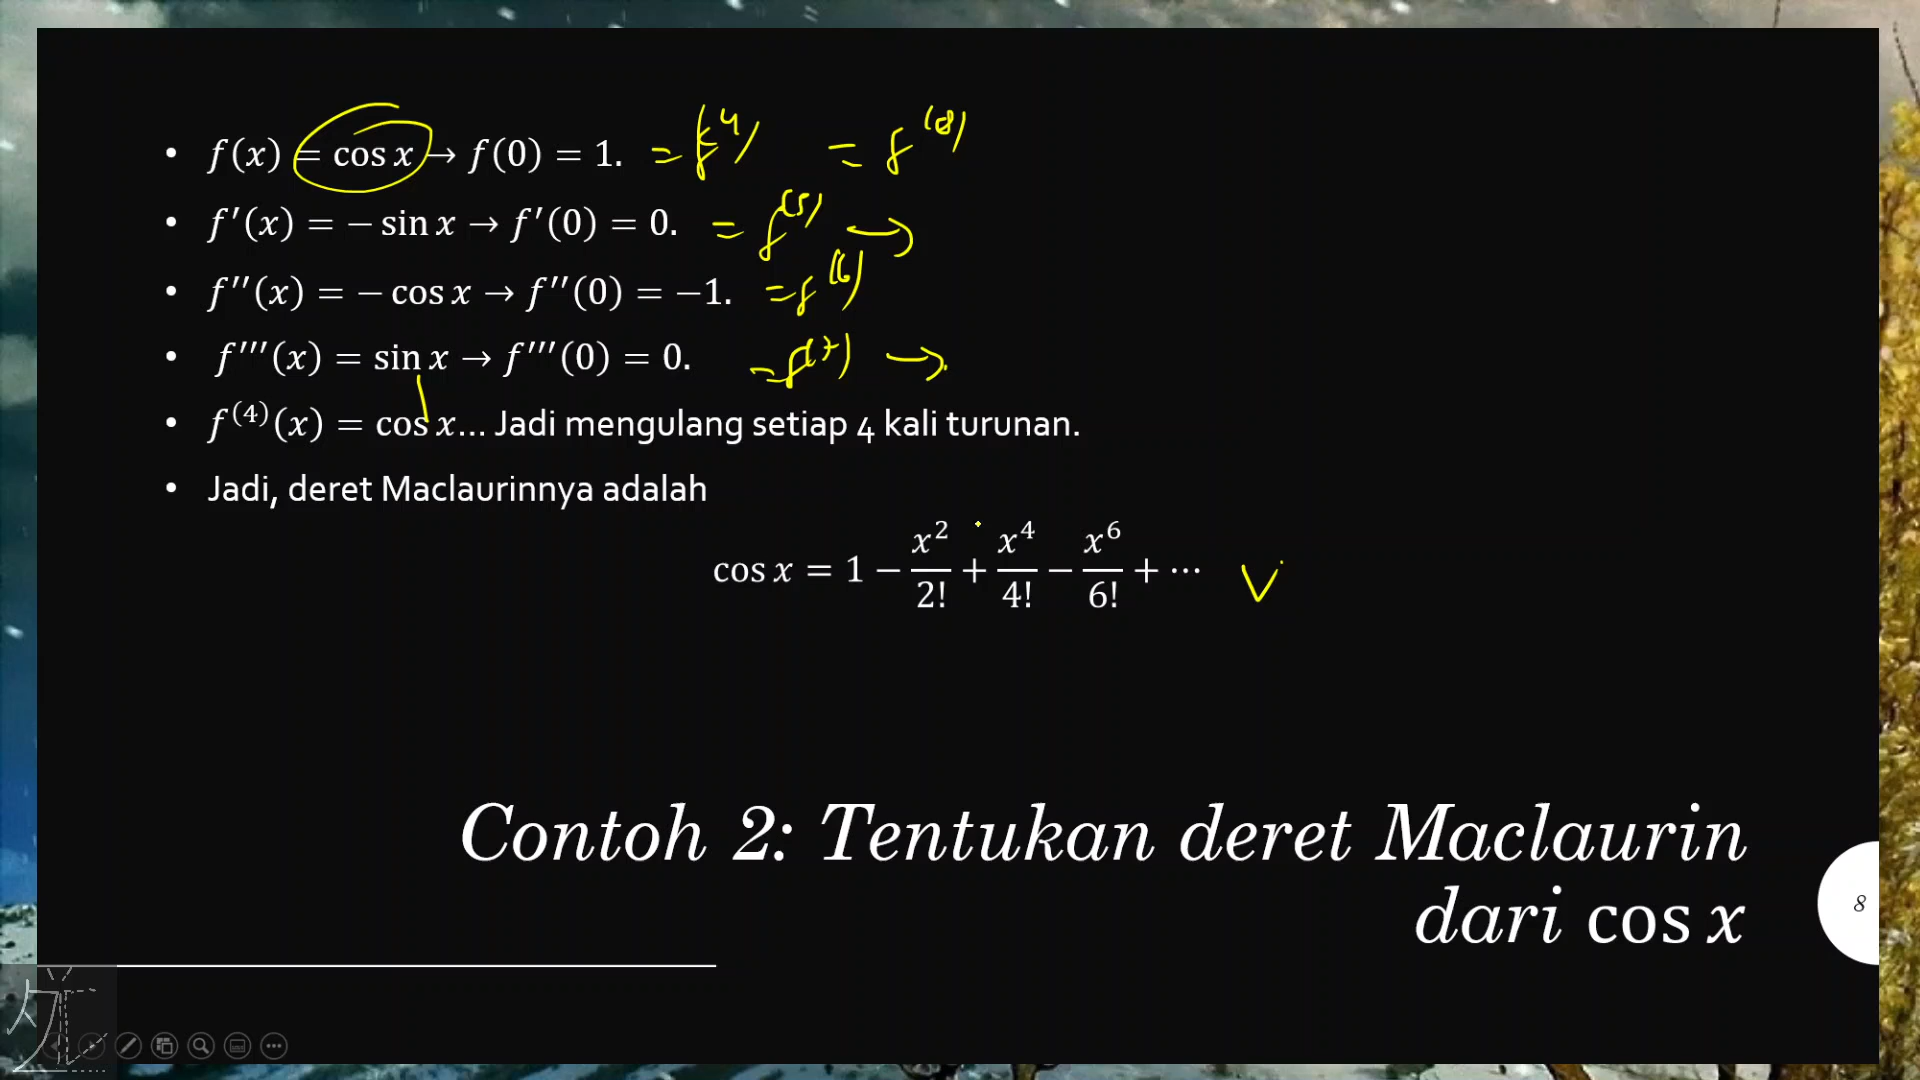 • f(x) = cos x → f(0) = 1. = f⁽⁴⁾ = f⁽⁸⁾
• f′(x) = − sin x → f′(0) = 0. = f⁽⁵⁾ →
• f′′(x) = − cos x → f′′(0) = −1. = f⁽⁶⁾
• f′′′(x) = sin x → f′′′(0) = 0. = f⁽⁷⁾ →
• f⁽⁴⁾(x) = cos x... Jadi mengulang setiap 4 kali turunan.
• Jadi, deret Maclaurinnya adalah
cos x = 1 − x²/2! + x⁴/4! − x⁶/6! + ⋯
Contoh 2: Tentukan deret Maclaurin
dari cos x
8